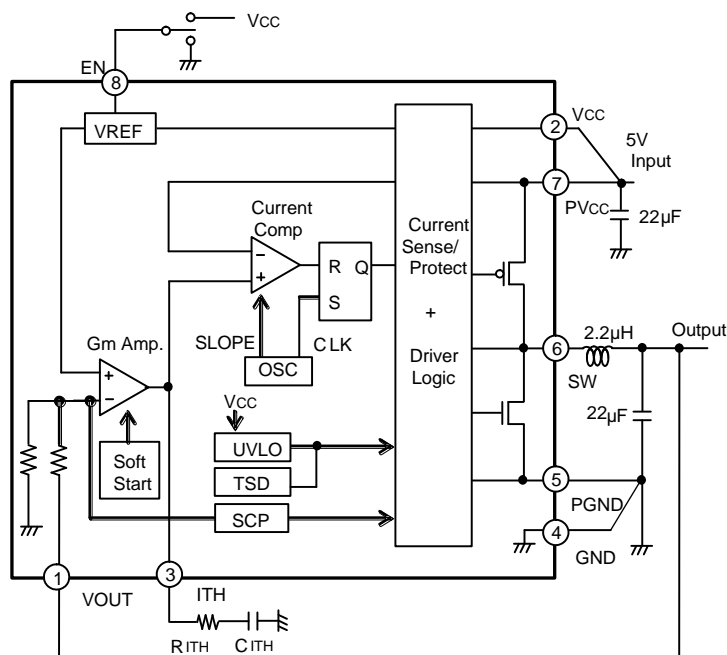 VCC
EN
8
VREF
2
VCC
5V
Input
7
PVCC
22µF
Current
Comp
−
+
R Q
S
Current
Sense/
Protect
+
Driver
Logic
SLOPE
CLK
OSC
Gm Amp.
+
−
6
2.2µH
Output
SW
22µF
VCC
Soft
Start
UVLO
TSD
SCP
5
PGND
4
GND
1
VOUT
3
ITH
RITH
CITH